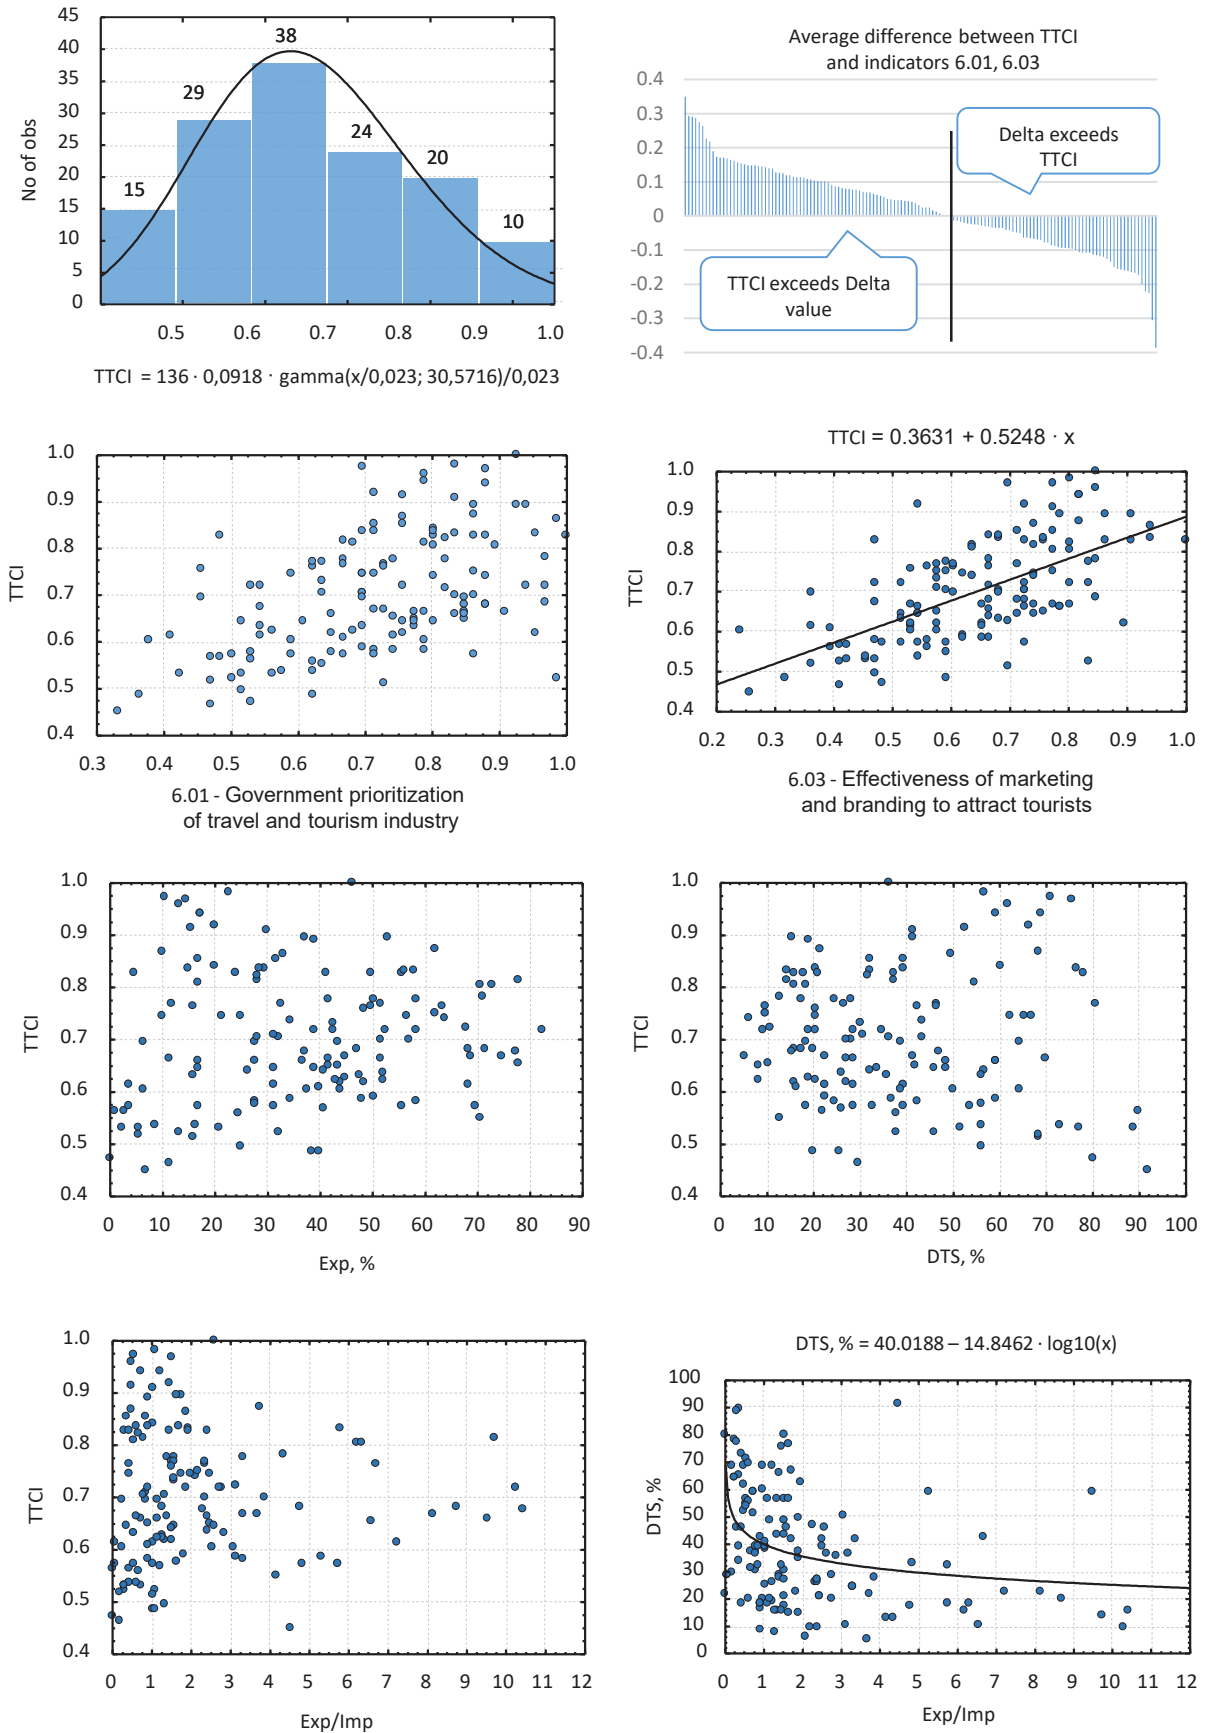 45
40
35
30
25
20
15
10
5
0
No of obs
15
29
38
24
20
10
0.5 0.6 0.7 0.8 0.9 1.0
TTCI = 136 · 0,0918 · gamma(x/0,023; 30,5716)/0,023
Average difference between TTCI
and indicators 6.01, 6.03
0.4
0.3
0.2
0.1
0
-0.1
-0.2
-0.3
-0.4
Delta exceeds
TTCI
TTCI exceeds Delta
value
1.0
0.9
0.8
0.7
0.6
0.5
0.4
TTCI
0.3 0.4 0.5 0.6 0.7 0.8 0.9 1.0
6.01 - Government prioritization
of travel and tourism industry
TTCI = 0.3631 + 0.5248 · x
1.0
0.9
0.8
0.7
0.6
0.5
0.4
TTCI
0.2 0.3 0.4 0.5 0.6 0.7 0.8 0.9 1.0
6.03 - Effectiveness of marketing
and branding to attract tourists
1.0
0.9
0.8
0.7
0.6
0.5
0.4
TTCI
0 10 20 30 40 50 60 70 80 90
Exp, %
1.0
0.9
0.8
0.7
0.6
0.5
0.4
TTCI
0 10 20 30 40 50 60 70 80 90 100
DTS, %
1.0
0.9
0.8
0.7
0.6
0.5
0.4
TTCI
0 1 2 3 4 5 6 7 8 9 10 11 12
Exp/Imp
DTS, % = 40.0188 – 14.8462 · log10(x)
100
90
80
70
60
50
40
30
20
10
0
DTS, %
0 1 2 3 4 5 6 7 8 9 10 11 12
Exp/Imp